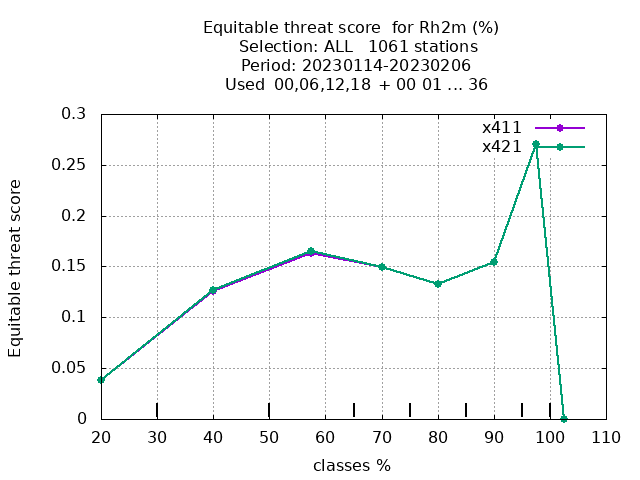 Equitable threat score  for Rh2m (%)
Selection: ALL   1061 stations
Period: 20230114-20230206
Used  00,06,12,18  + 00 01 ... 36
x411
x421
Equitable threat score
0.3
0.25
0.2
0.15
0.1
0.05
0
20 30 40 50 60 70 80 90 100 110
classes %